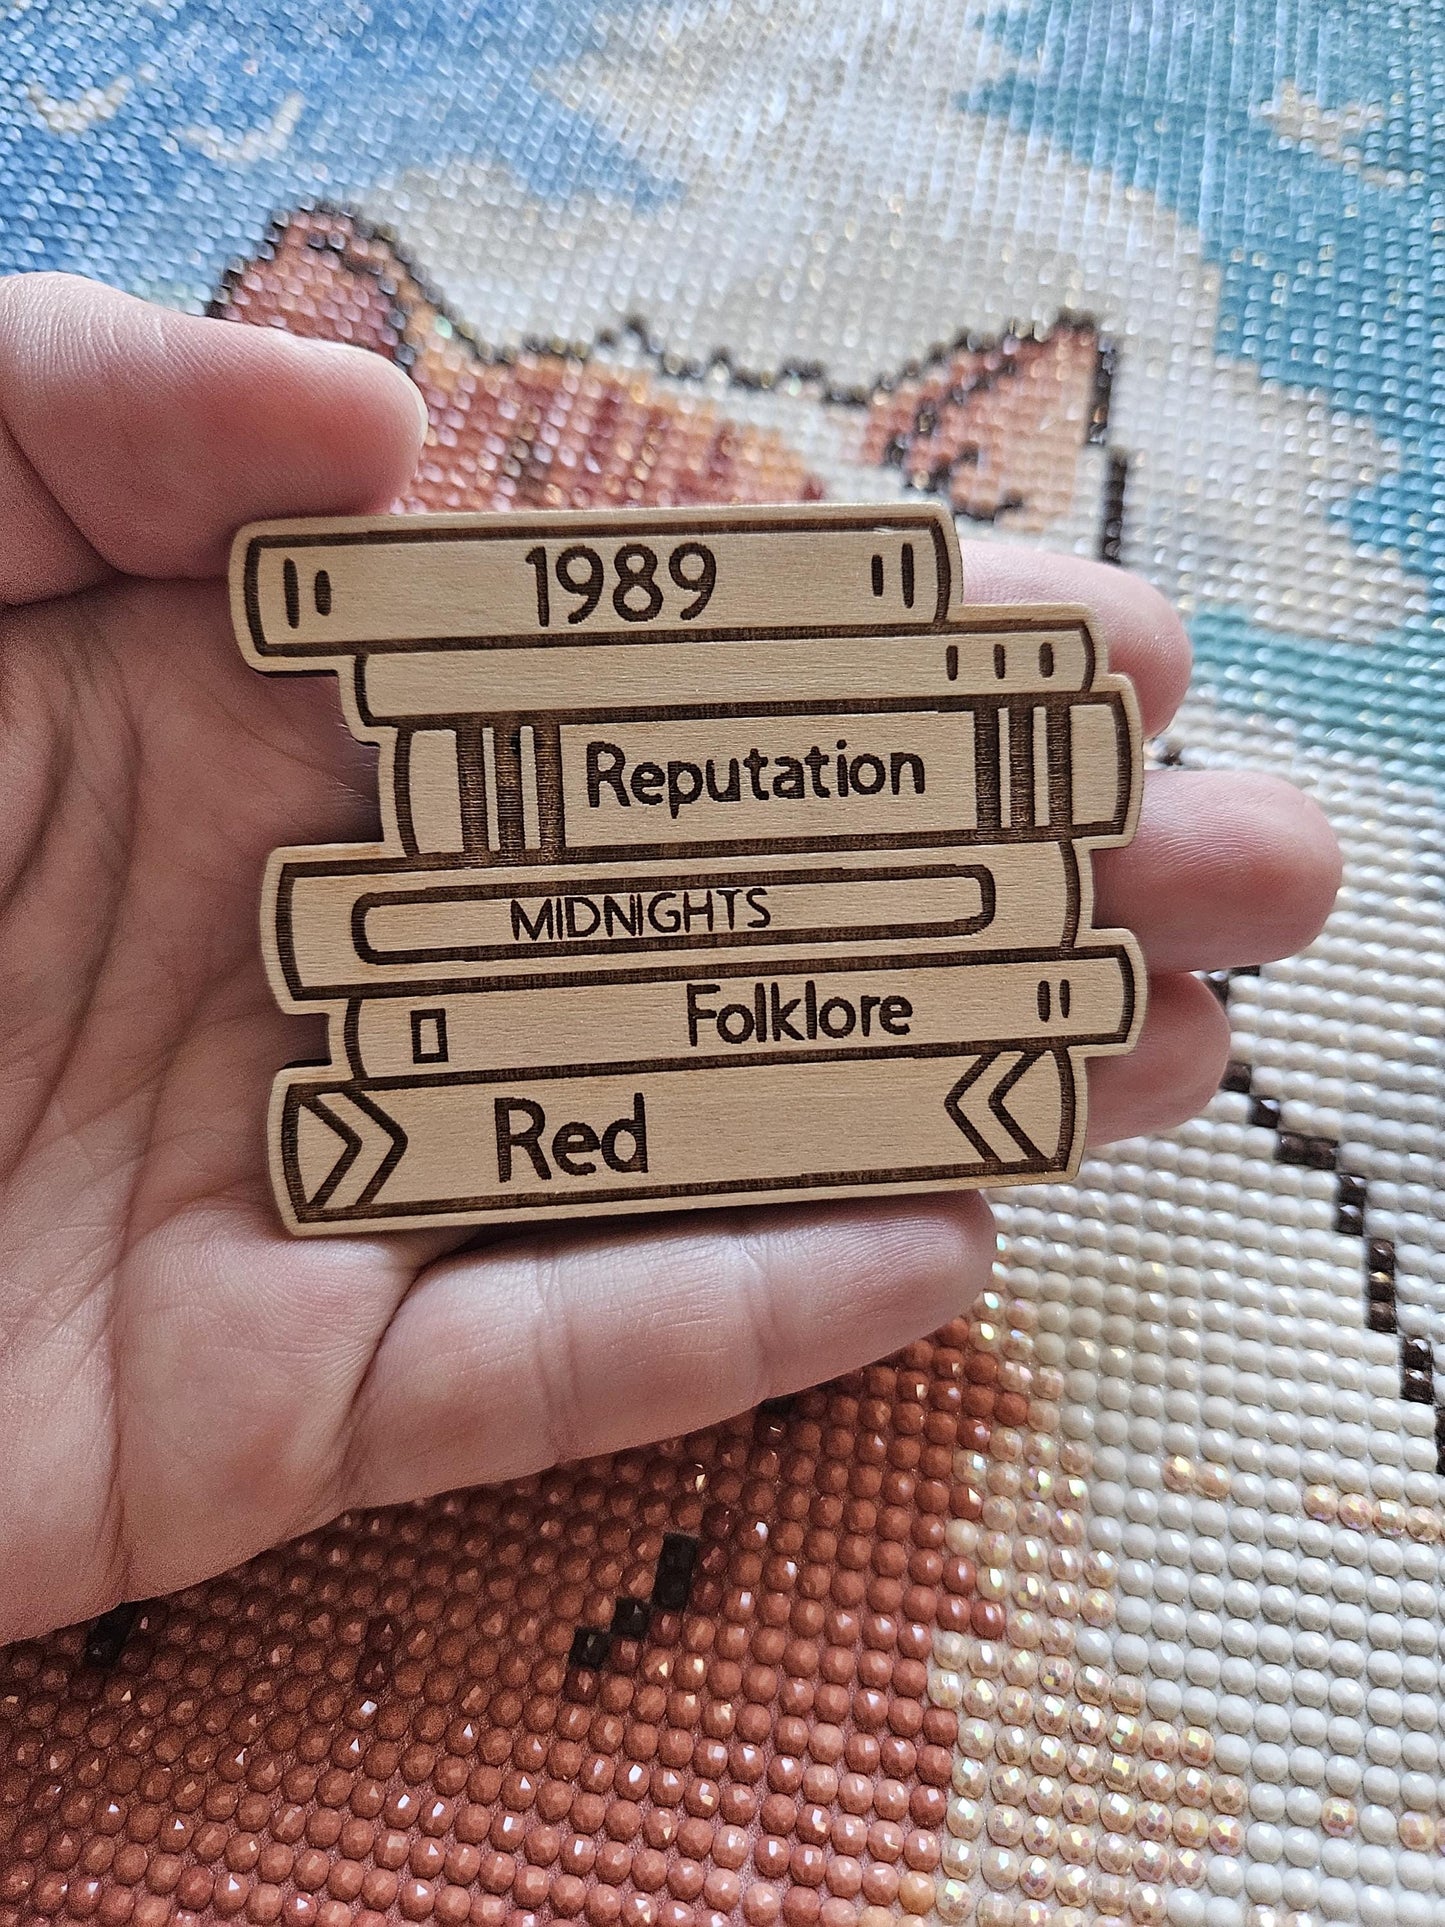 1989
Reputation
MIDNIGHTS
Folklore
Red